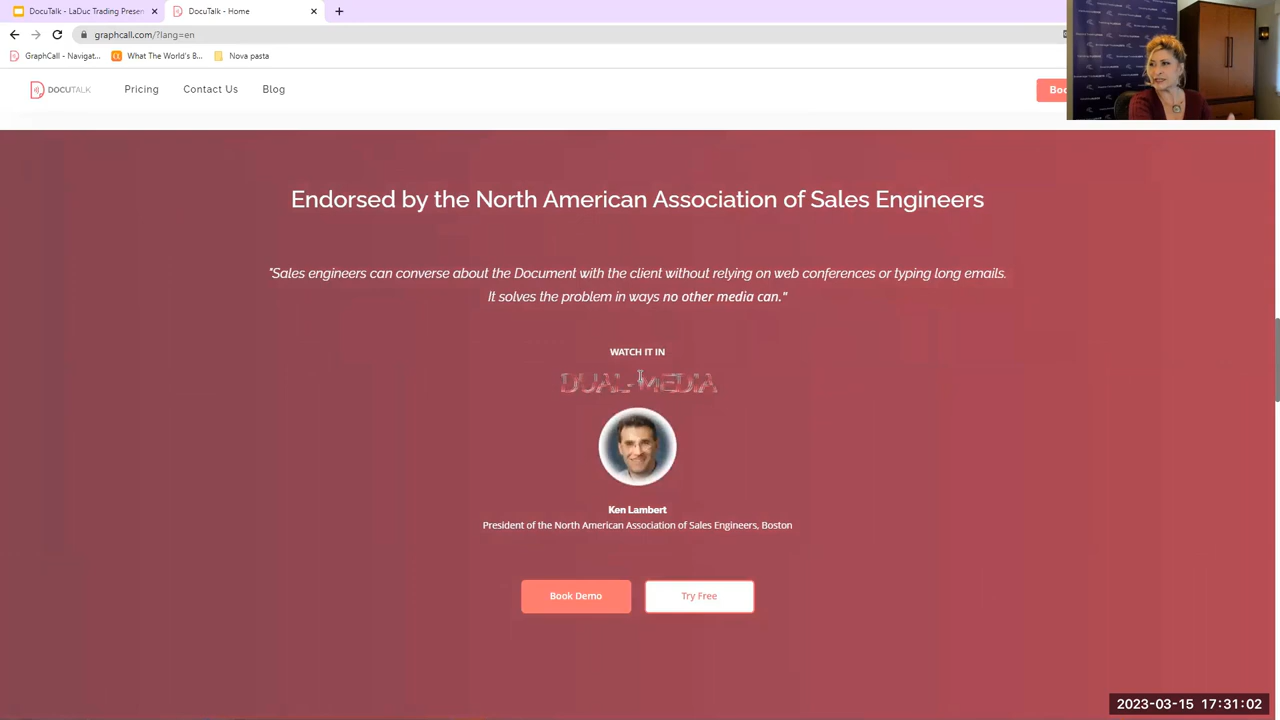 DocuTalk - LaDuc Trading Presen
DocuTalk - Home
graphcall.com/?lang=en
GraphCall - Navigat...
What The World's B...
Nova pasta
DOCUTALK
Pricing
Contact Us
Blog
Boo
Endorsed by the North American Association of Sales Engineers
"Sales engineers can converse about the Document with the client without relying on web conferences or typing long emails.
It solves the problem in ways no other media can."
WATCH IT IN
DUAL-MEDIA
Ken Lambert
President of the North American Association of Sales Engineers, Boston
Book Demo
Try Free
2023-03-15 17:31:02